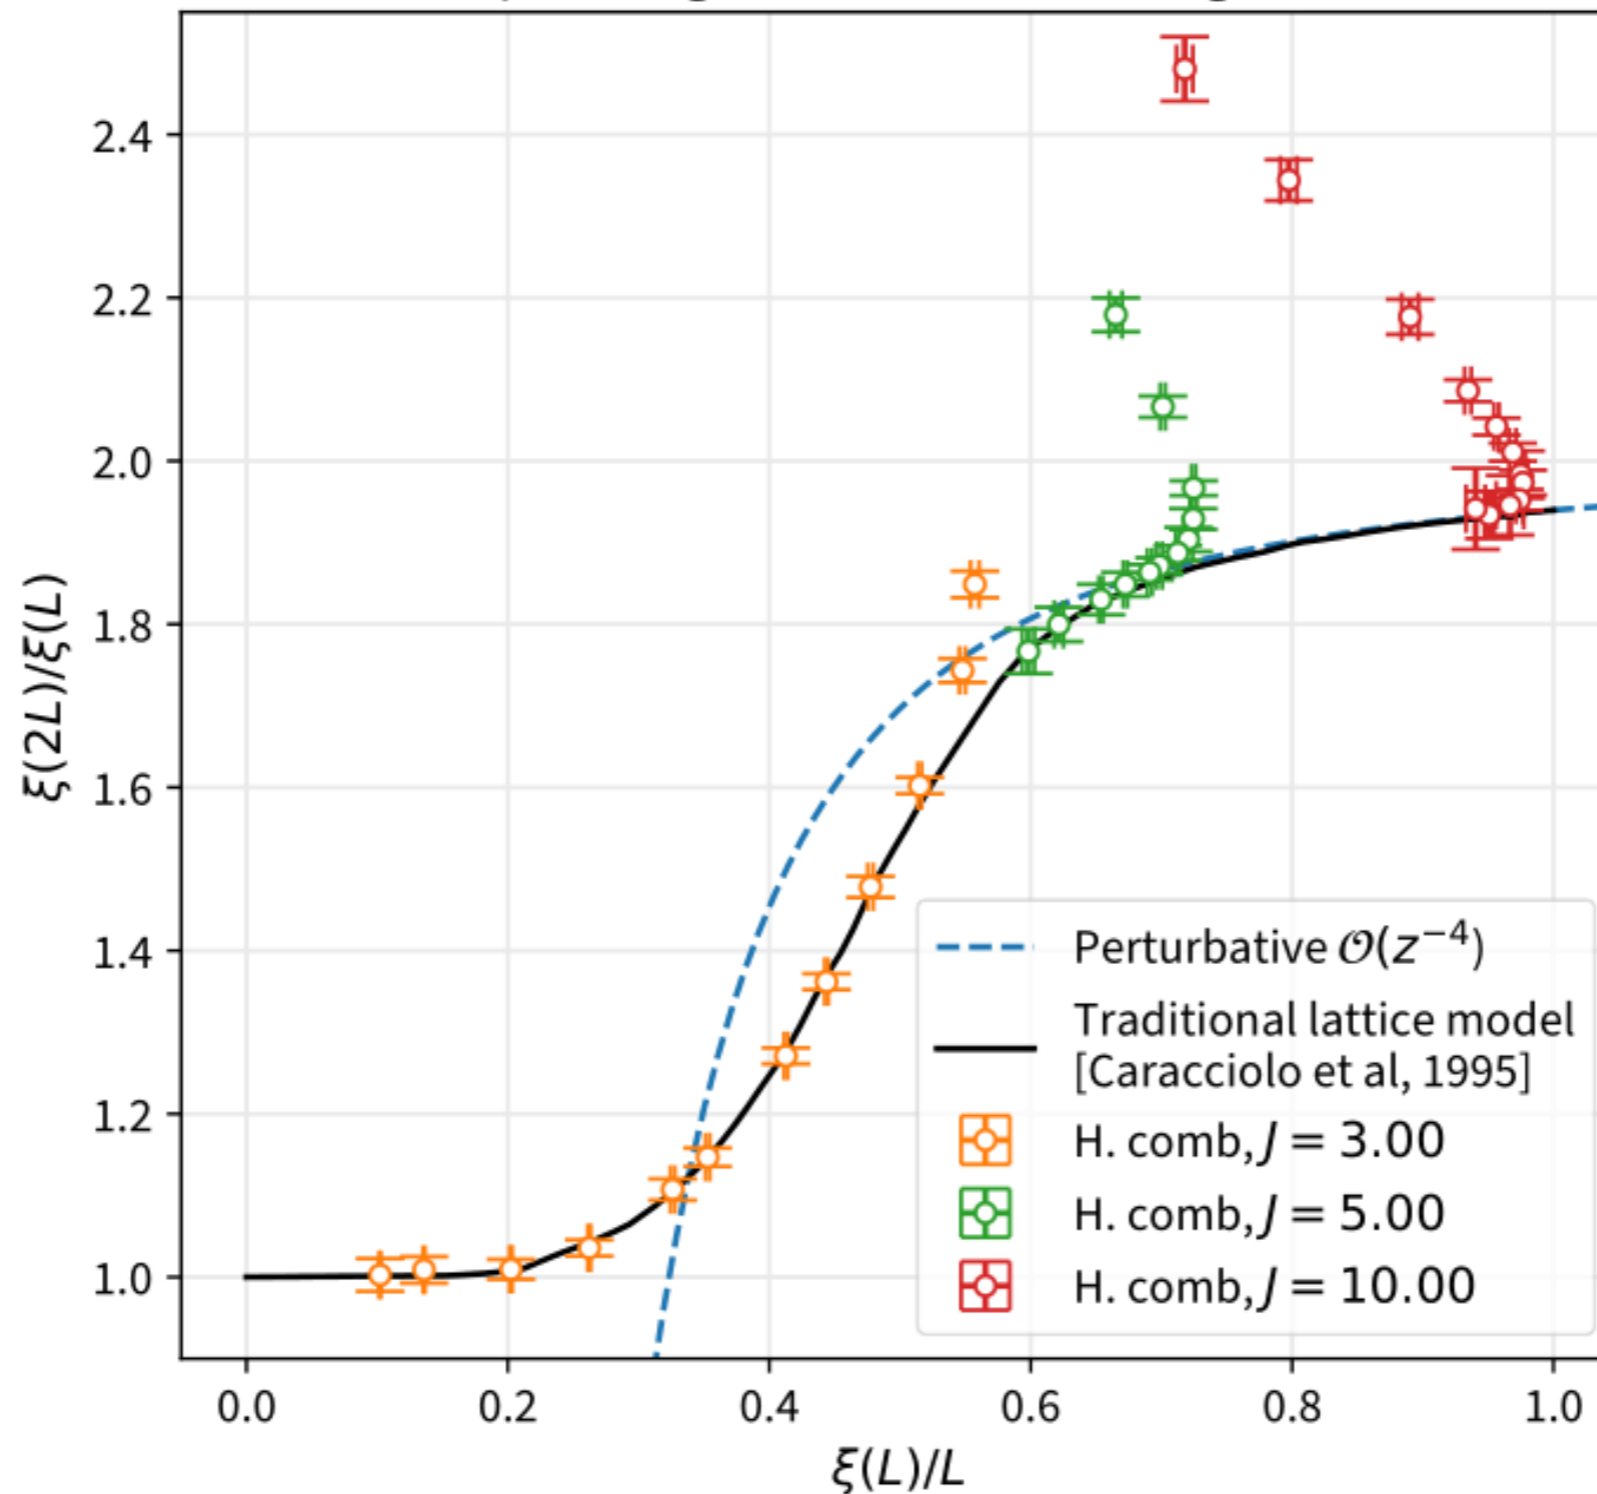 2.4
2.2
2.0
1.8
1.6
1.4
1.2
1.0
ξ(2L)/ξ(L)
Perturbative 𝒪(z⁻⁴)
Traditional lattice model
[Caracciolo et al, 1995]
H. comb, J = 3.00
H. comb, J = 5.00
H. comb, J = 10.00
0.0 0.2 0.4 0.6 0.8 1.0
ξ(L)/L